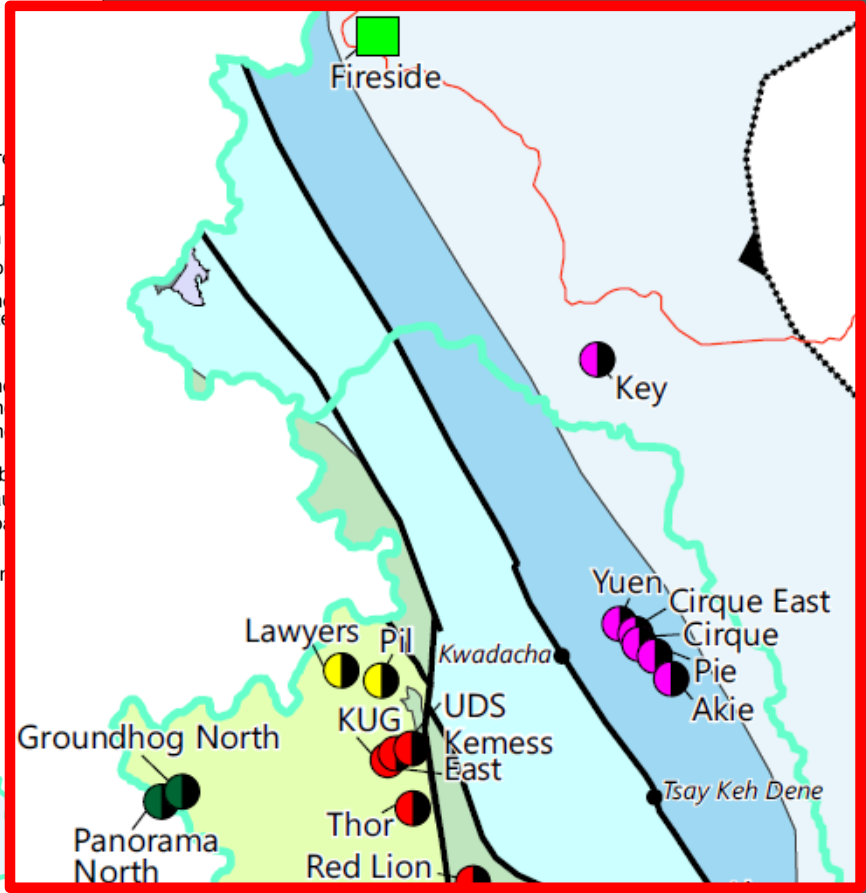 Fireside
Key
Yuen
Cirque East
Cirque
Pie
Akie
Lawyers
Pil
Kwadacha
KUG
UDS
Kemess
East
Groundhog North
Tsay Keh Dene
Thor
Panorama
North
Red Lion